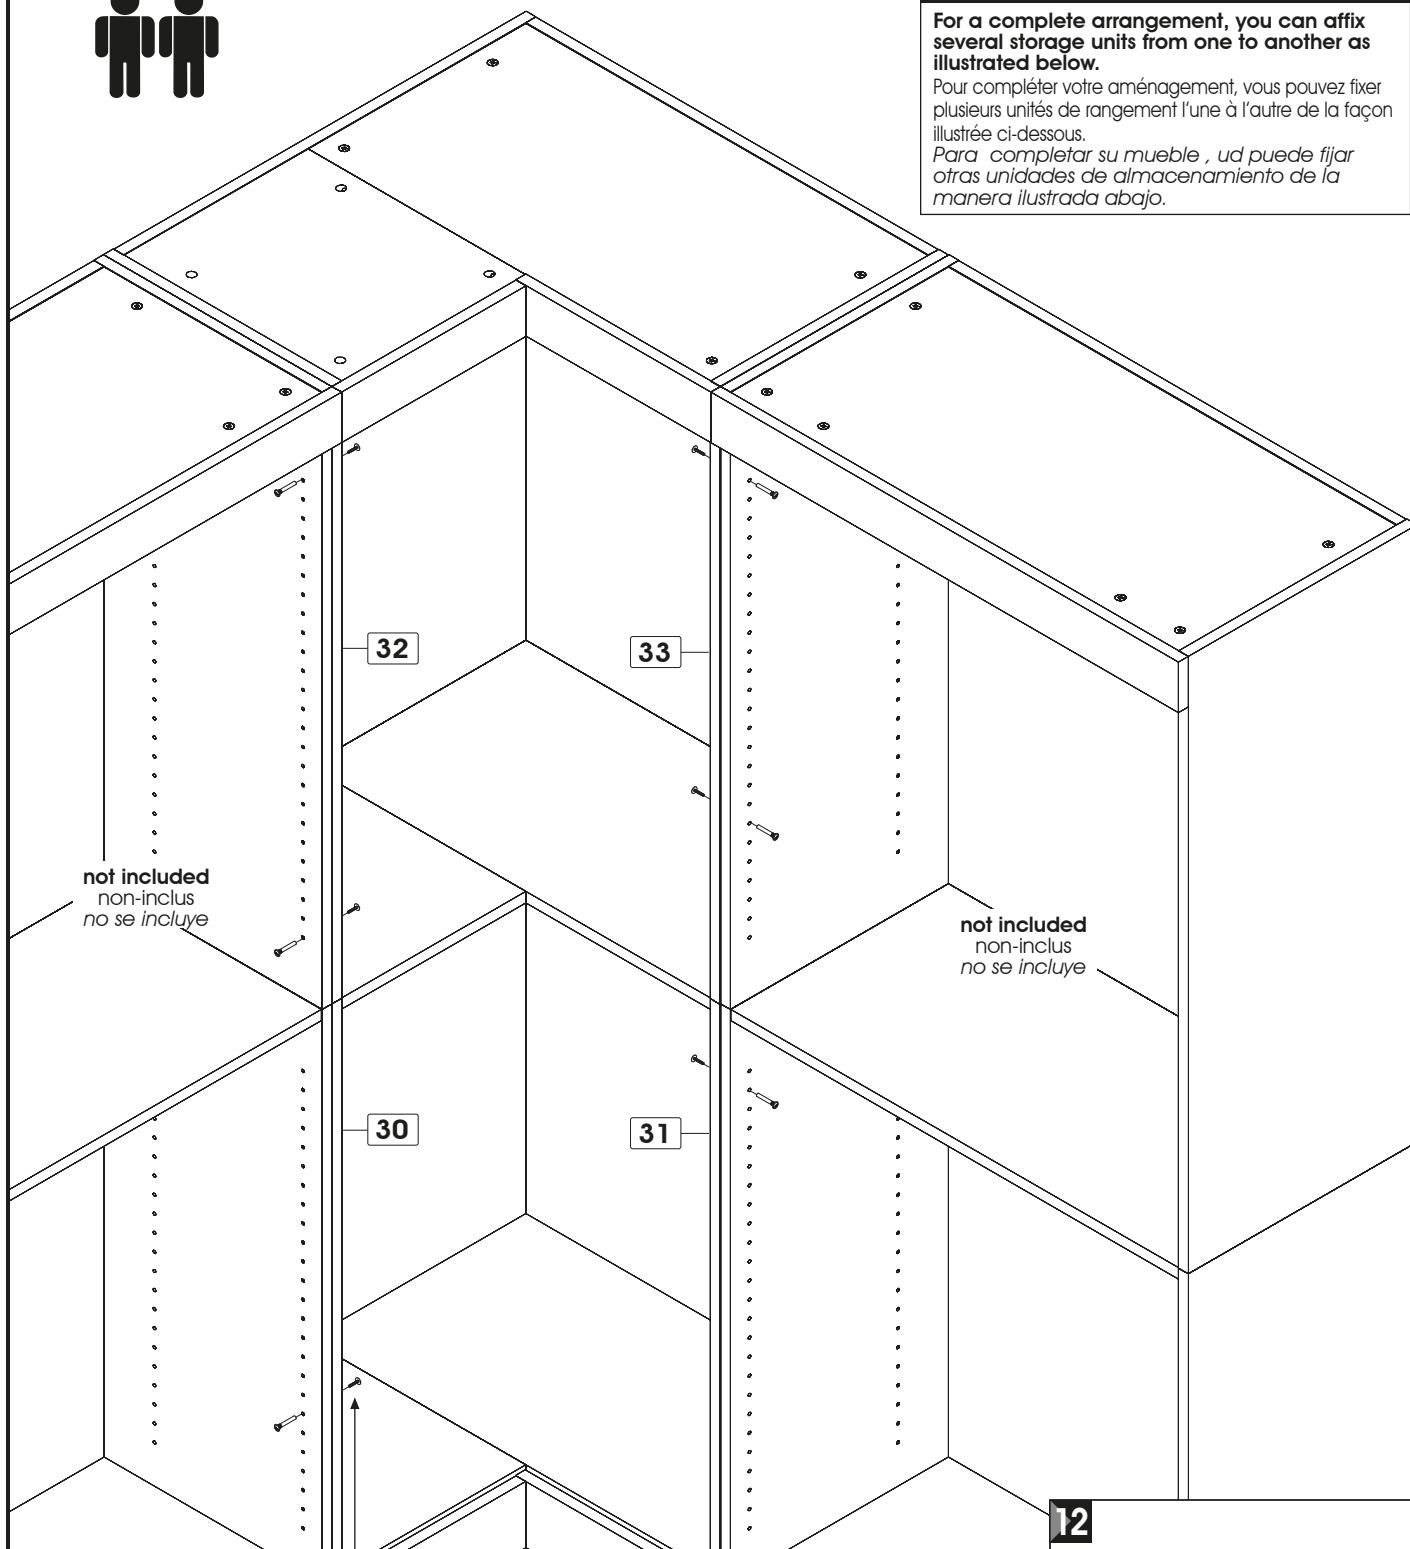 For a complete arrangement, you can affix
several storage units from one to another as
illustrated below.
Pour compléter votre aménagement, vous pouvez fixer
plusieurs unités de rangement l'une à l'autre de la façon
illustrée ci-dessous.
Para completar su mueble , ud puede fijar
otras unidades de almacenamiento de la
manera ilustrada abajo.
32
33
not included
non-inclus
no se incluye
not included
non-inclus
no se incluye
30
31
12